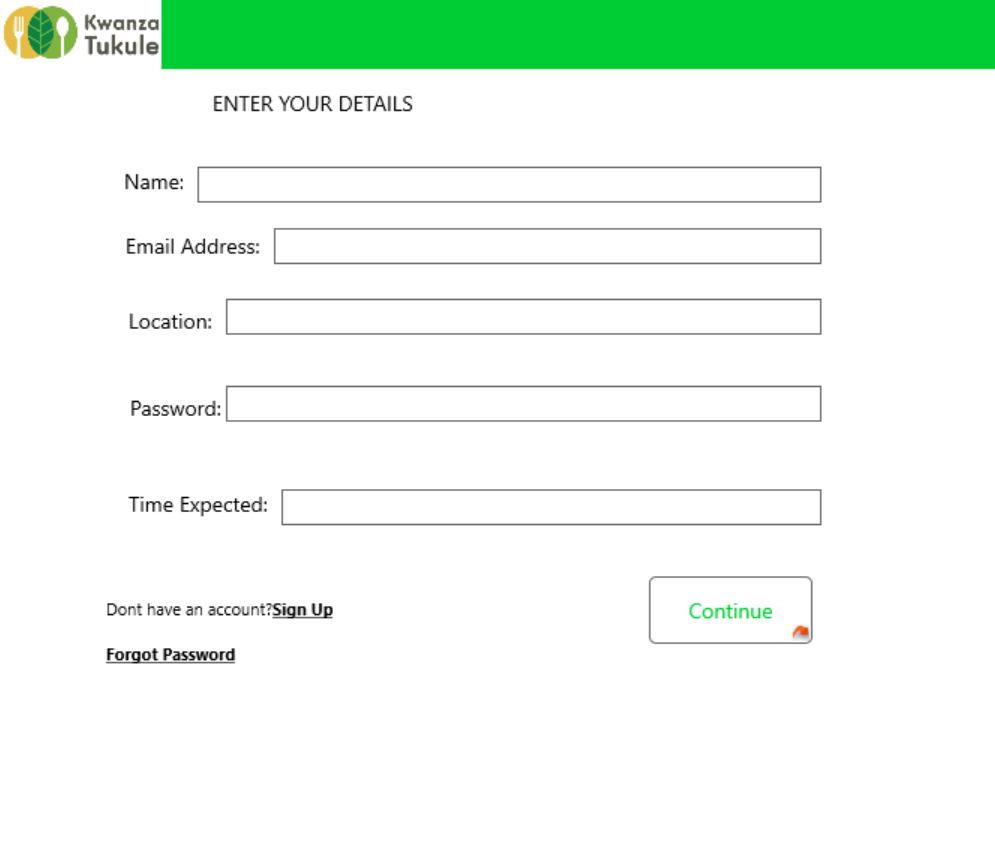 Kwanza
Tukule
ENTER YOUR DETAILS
Name:
Email Address:
Location:
Password:
Time Expected:
Dont have an account?Sign Up
Continue
Forgot Password